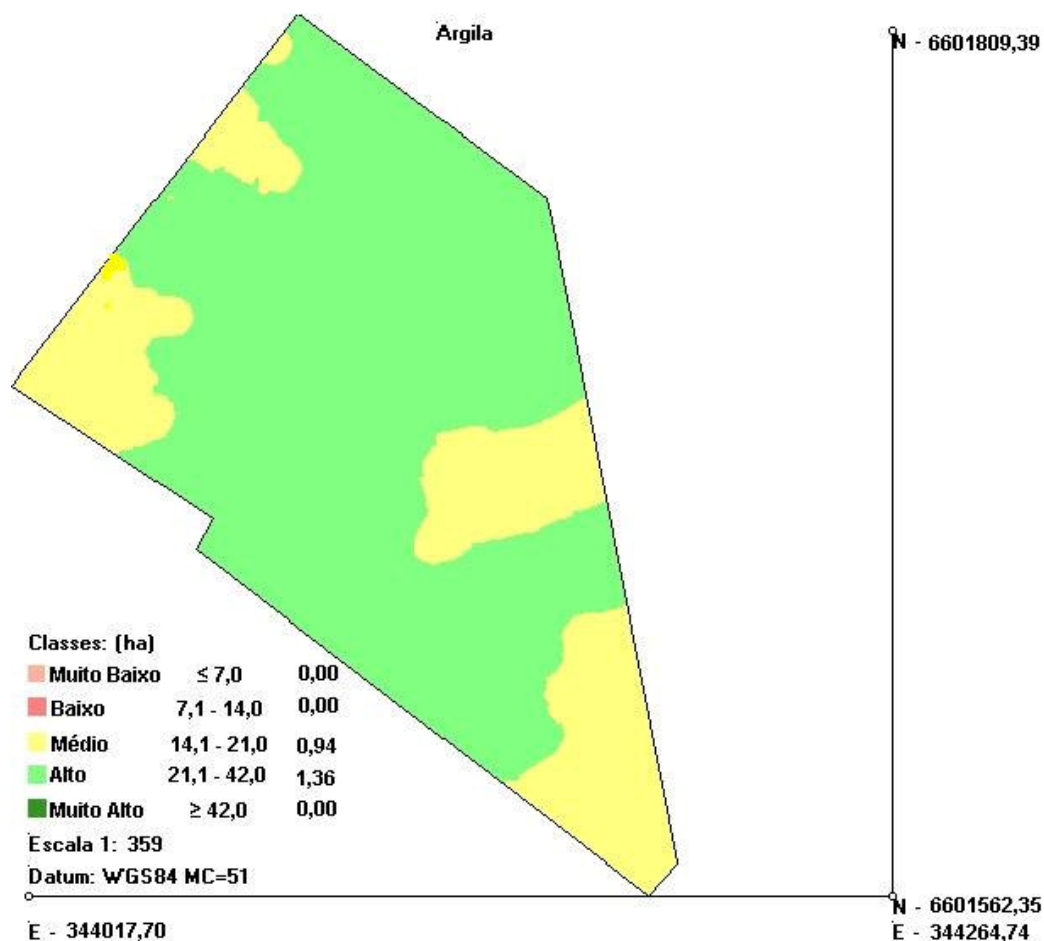 Argila
N - 6601809,39
Classes: (ha)
Muito Baixo ≤ 7,0 0,00
Baixo 7,1 - 14,0 0,00
Médio 14,1 - 21,0 0,94
Alto 21,1 - 42,0 1,36
Muito Alto ≥ 42,0 0,00
Escala 1: 359
Datum: WGS84 MC=51
N - 6601562,35
E - 344017,70
E - 344264,74